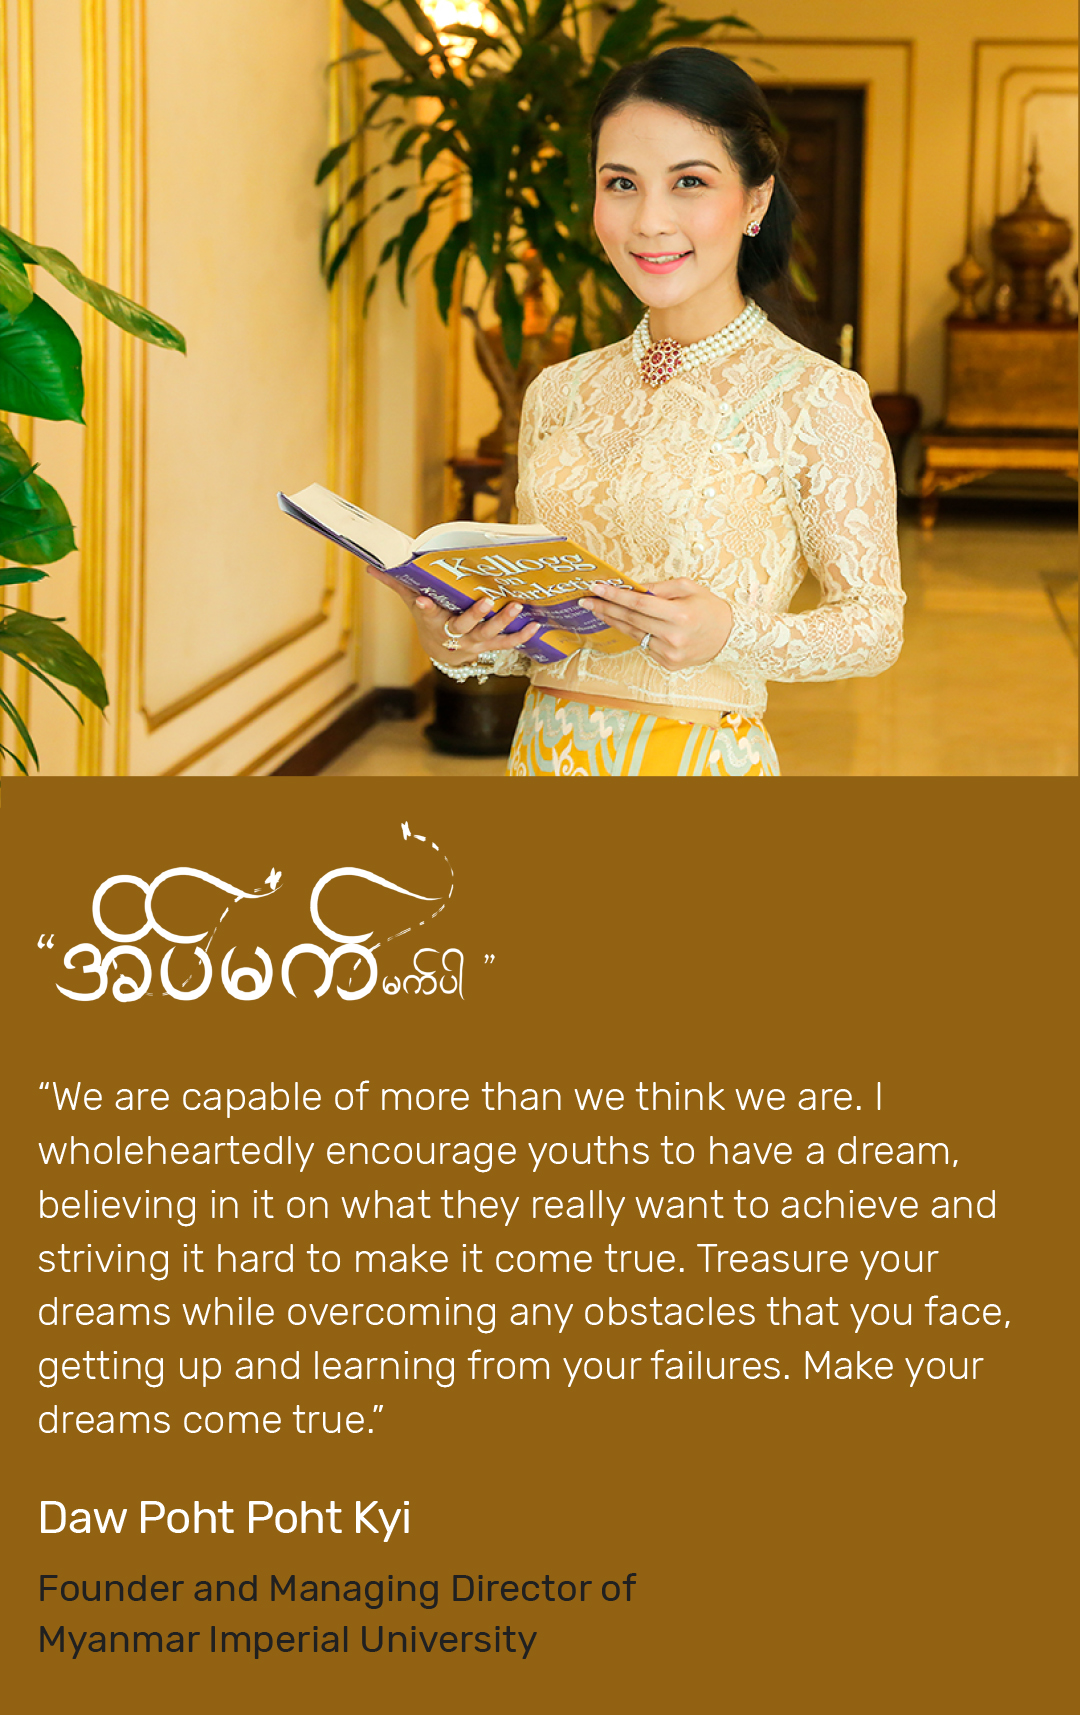 Kellogg
on
Marketing
Kellogg
“အိပ်မက် မက်ပါ ”
“We are capable of more than we think we are. I
wholeheartedly encourage youths to have a dream,
believing in it on what they really want to achieve and
striving it hard to make it come true. Treasure your
dreams while overcoming any obstacles that you face,
getting up and learning from your failures. Make your
dreams come true.”
Daw Poht Poht Kyi
Founder and Managing Director of
Myanmar Imperial University